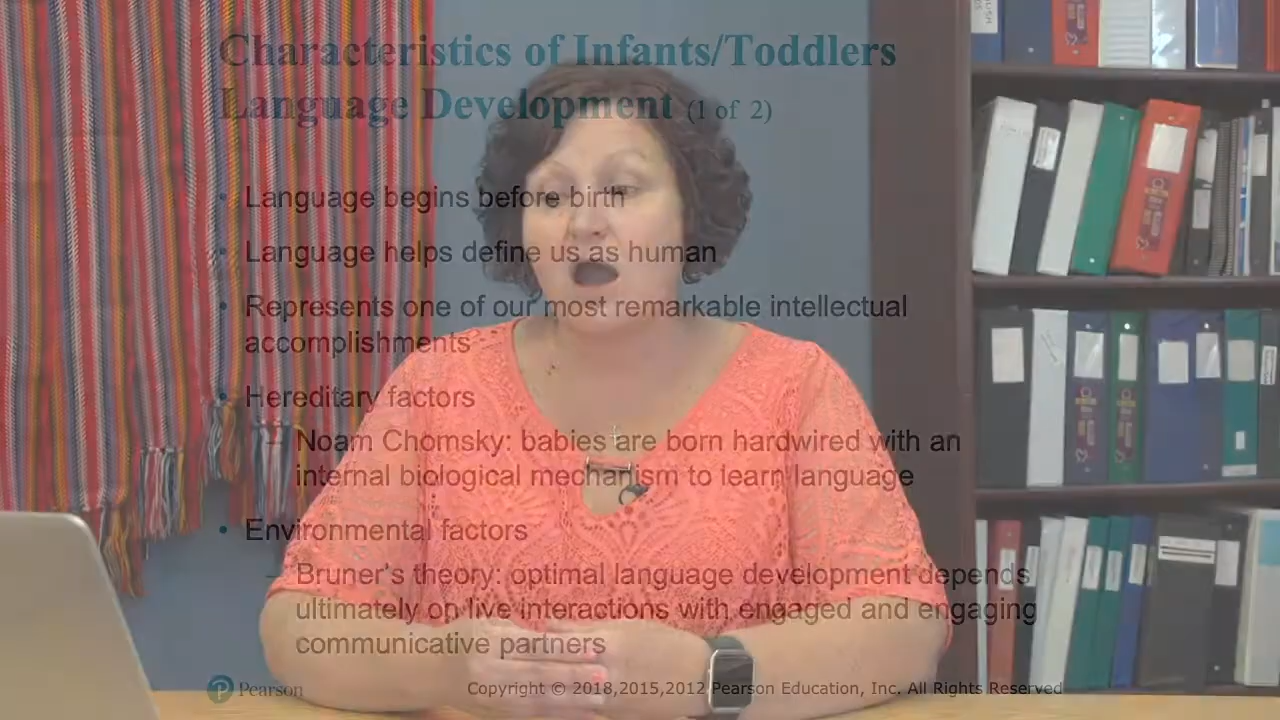 Characteristics of Infants/Toddlers
Language Development (1 of 2)
• Language begins before birth
• Language helps define us as human
• Represents one of our most remarkable intellectual
accomplishments
• Hereditary factors
– Noam Chomsky: babies are born hardwired with an
internal biological mechanism to learn language
• Environmental factors
– Bruner's theory: optimal language development depends
ultimately on live interactions with engaged and engaging
communicative partners
Pearson
Copyright © 2018,2015,2012 Pearson Education, Inc. All Rights Reserved